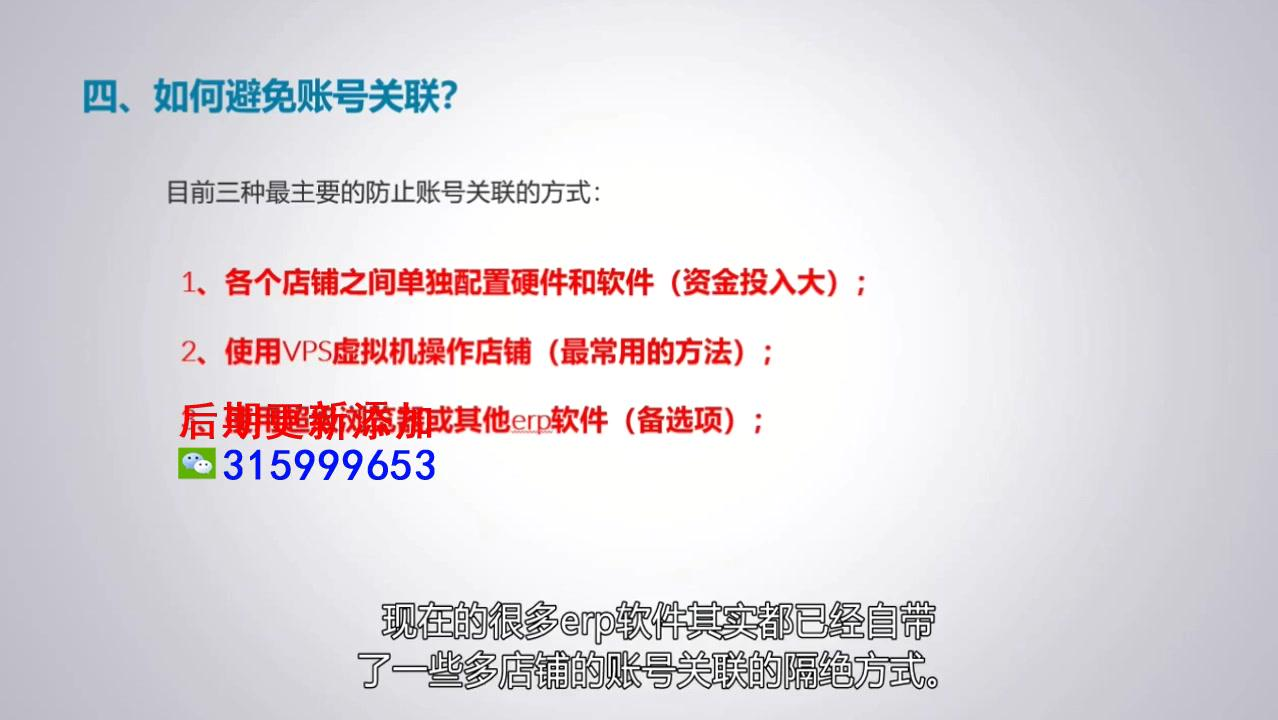 四、如何避免账号关联？
目前三种最主要的防止账号关联的方式：
1、各个店铺之间单独配置硬件和软件（资金投入大）；
2、使用VPS虚拟机操作店铺（最常用的方法）；
或其他erp软件（备选项）；
后期更新添加
315999653
现在的很多erp软件其实都已经自带
了一些多店铺的账号关联的隔绝方式。